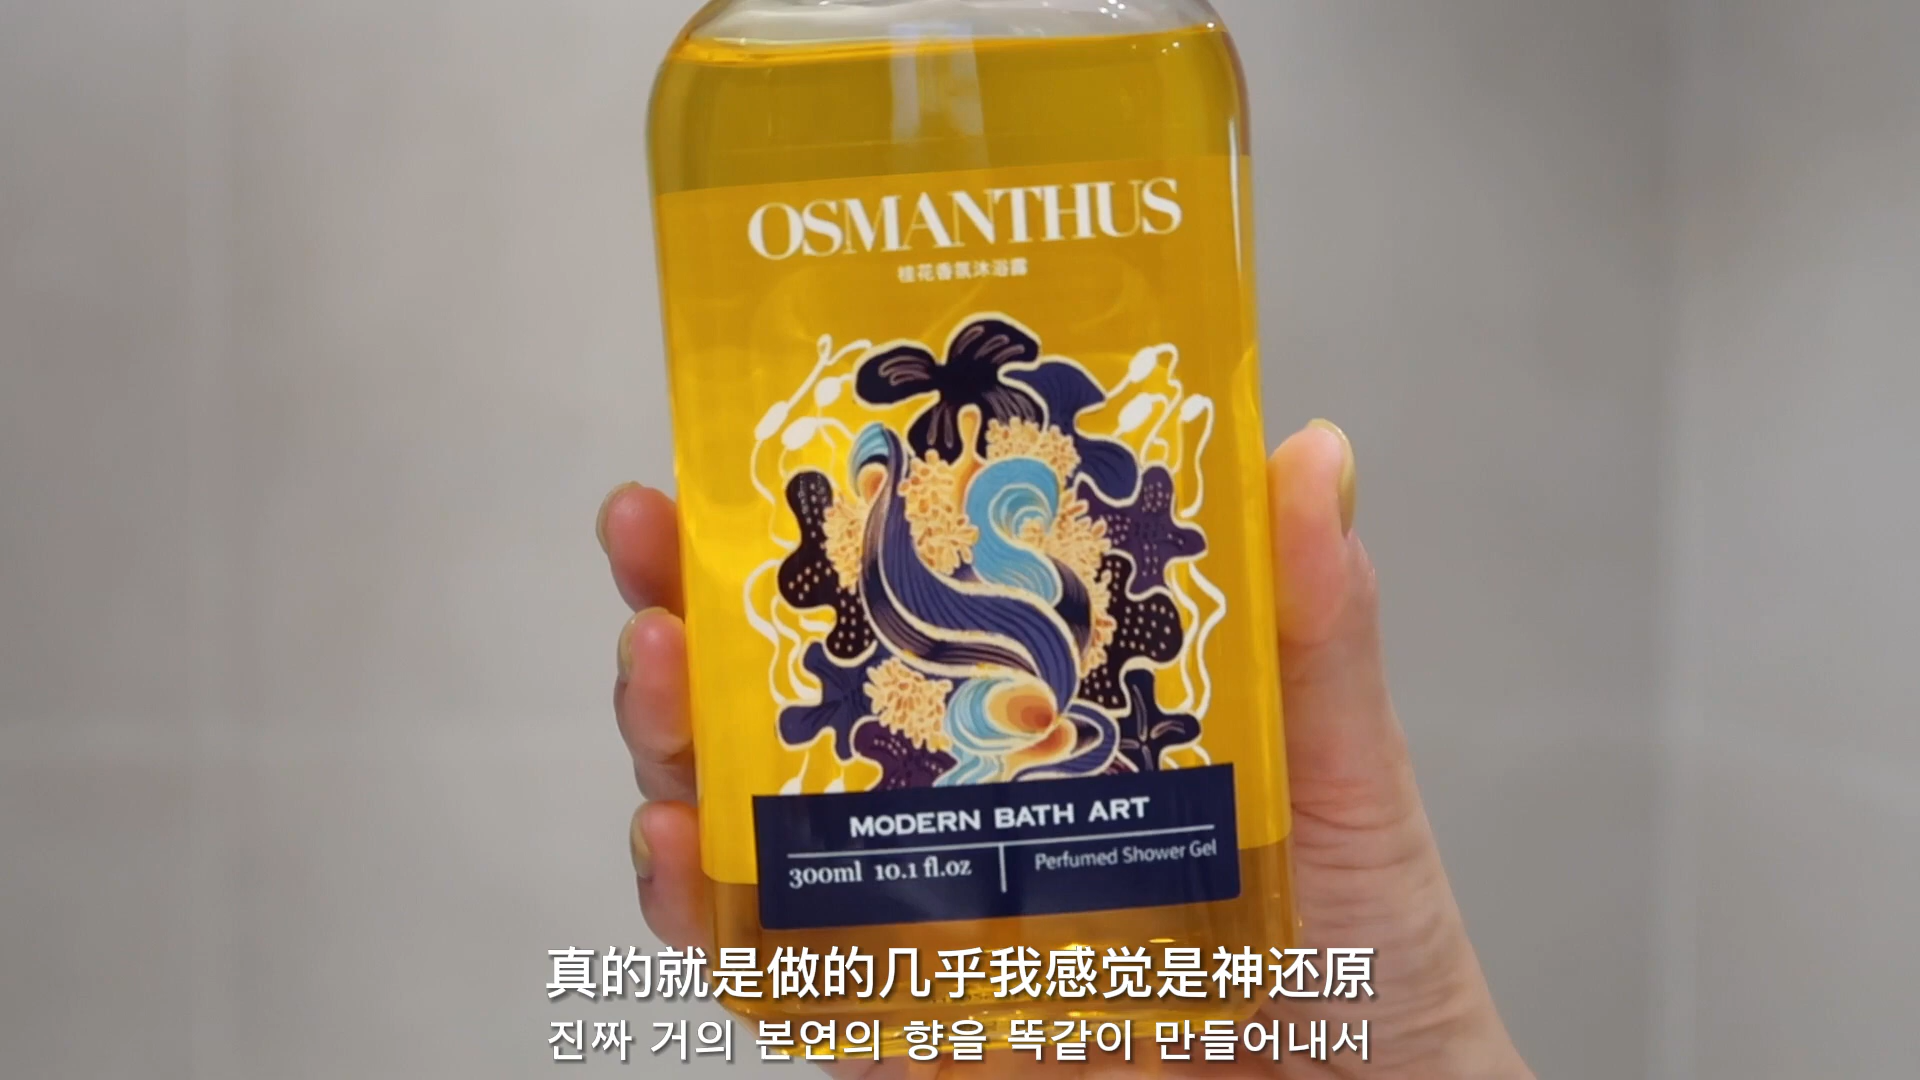 OSMANTHUS
桂花香氛沐浴露
MODERN BATH ART
300ml 10.1 fl.oz
Perfumed Shower Gel
真的就是做的几乎我感觉是神还原
진짜 거의 본연의 향을 똑같이 만들어내서